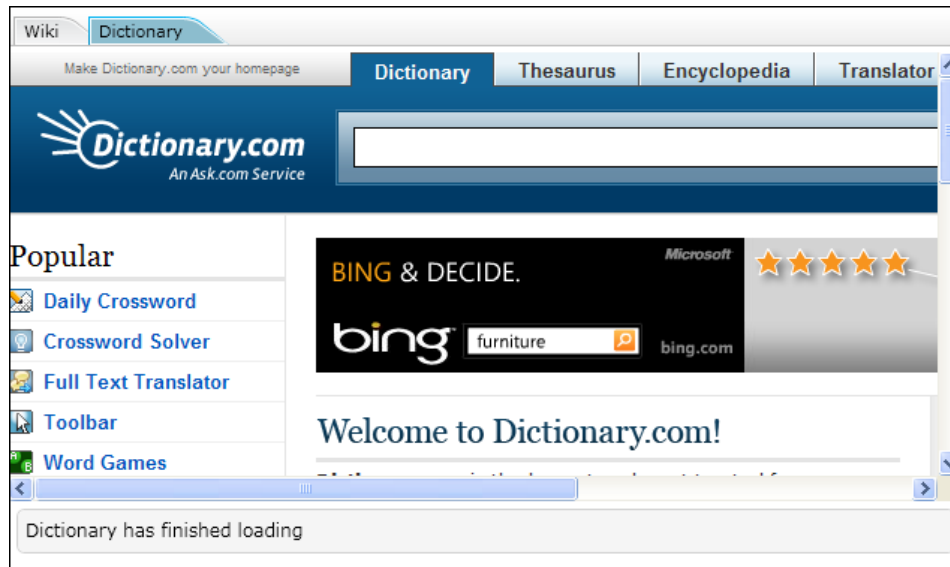 Wiki
Dictionary
Make Dictionary.com your homepage
Dictionary
Thesaurus
Encyclopedia
Translator
Dictionary.com
An Ask.com Service
Popular
Daily Crossword
Crossword Solver
Full Text Translator
Toolbar
Word Games
BING & DECIDE.
Microsoft
bing
furniture
bing.com
Welcome to Dictionary.com!
Dictionary has finished loading